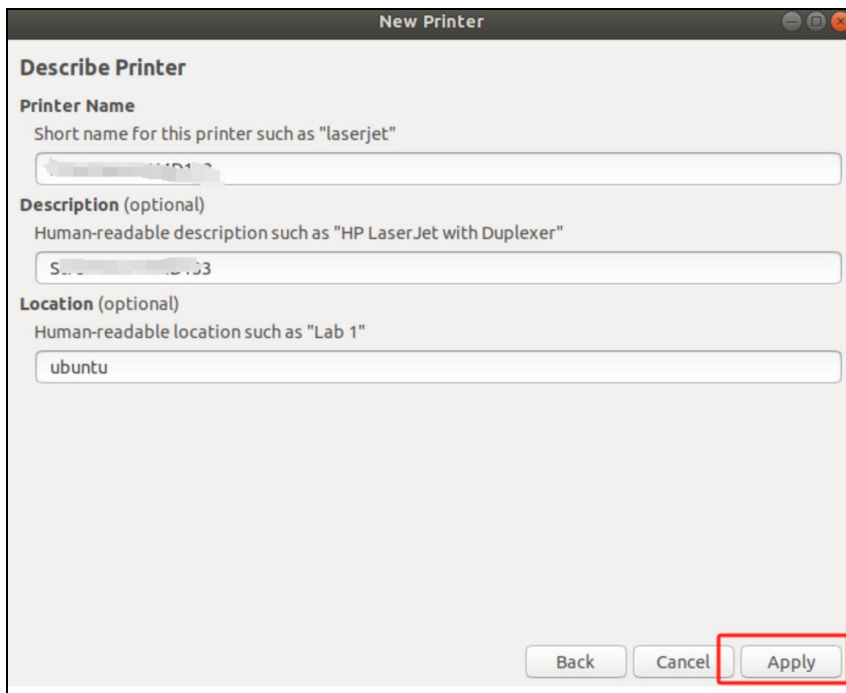 New Printer
Describe Printer
Printer Name
Short name for this printer such as "laserjet"
Description (optional)
Human-readable description such as "HP LaserJet with Duplexer"
Location (optional)
Human-readable location such as "Lab 1"
ubuntu
Back Cancel Apply